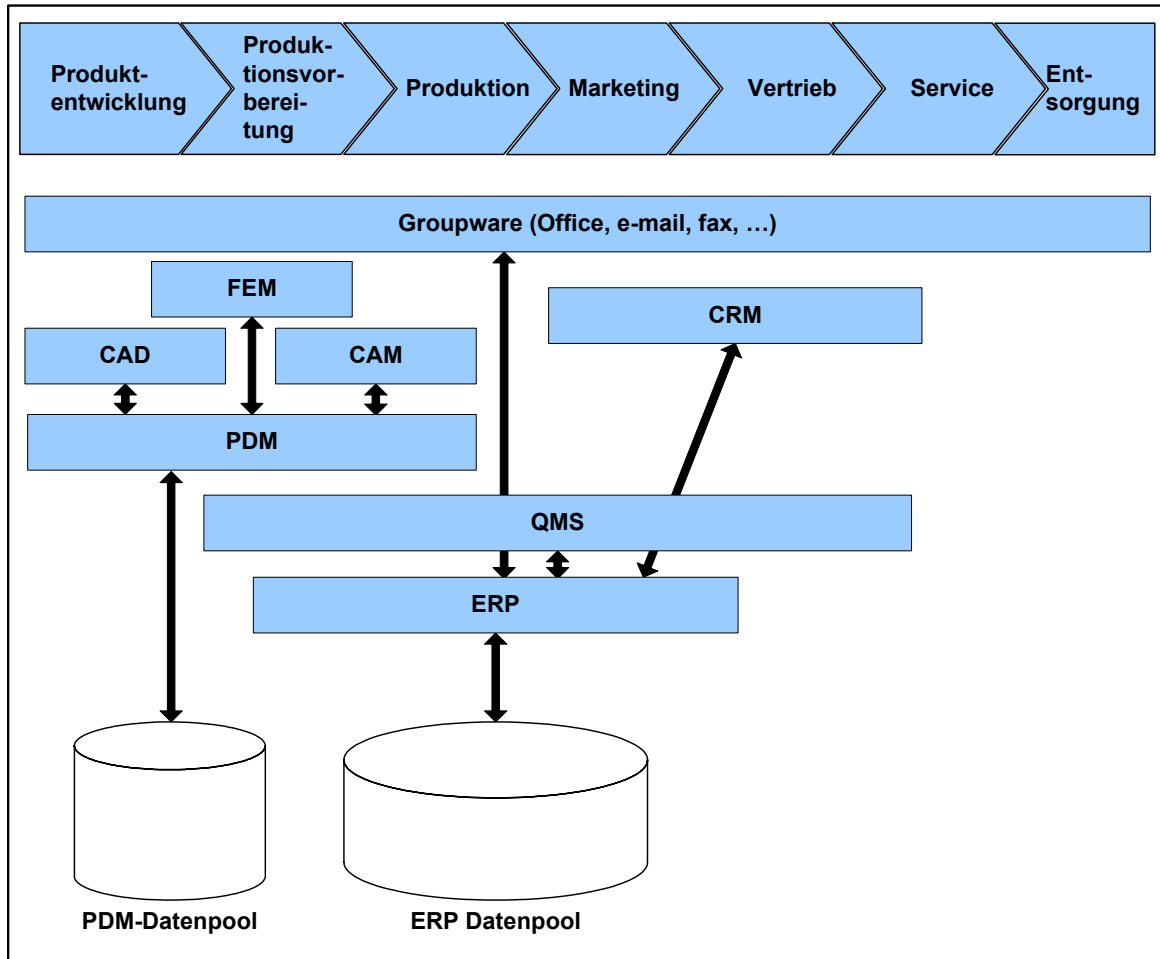 Produkt-
entwicklung
Produk-
tionsvor-
berei-
tung
Produktion
Marketing
Vertrieb
Service
Ent-
sorgung
Groupware (Office, e-mail, fax, …)
FEM
CRM
CAD
CAM
PDM
QMS
ERP
PDM-Datenpool
ERP Datenpool